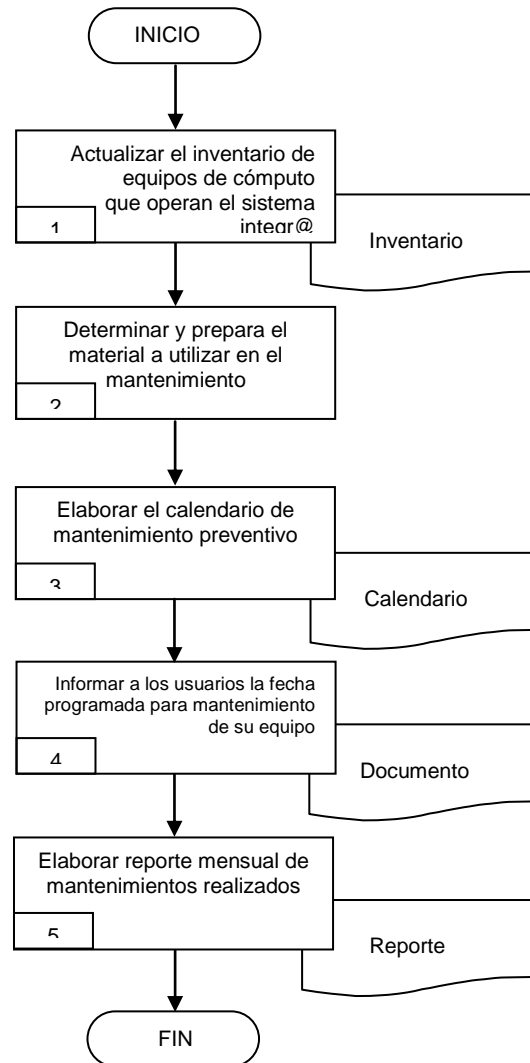 INICIO
Actualizar el inventario de
equipos de cómputo
que operan el sistema
integr@
1
Inventario
Determinar y prepara el
material a utilizar en el
mantenimiento
2
Elaborar el calendario de
mantenimiento preventivo
3
Calendario
Informar a los usuarios la fecha
programada para mantenimiento
de su equipo
4
Documento
Elaborar reporte mensual de
mantenimientos realizados
5
Reporte
FIN